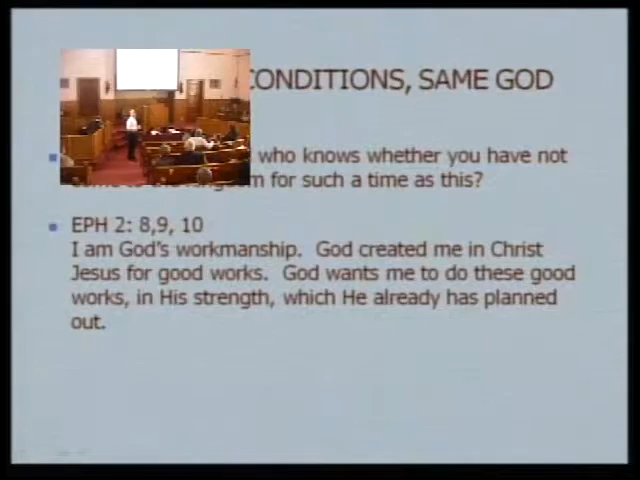 CONDITIONS, SAME GOD
who knows whether you have not
for such a time as this?
EPH 2: 8,9, 10
I am God's workmanship. God created me in Christ
Jesus for good works. God wants me to do these good
works, in His strength, which He already has planned
out.